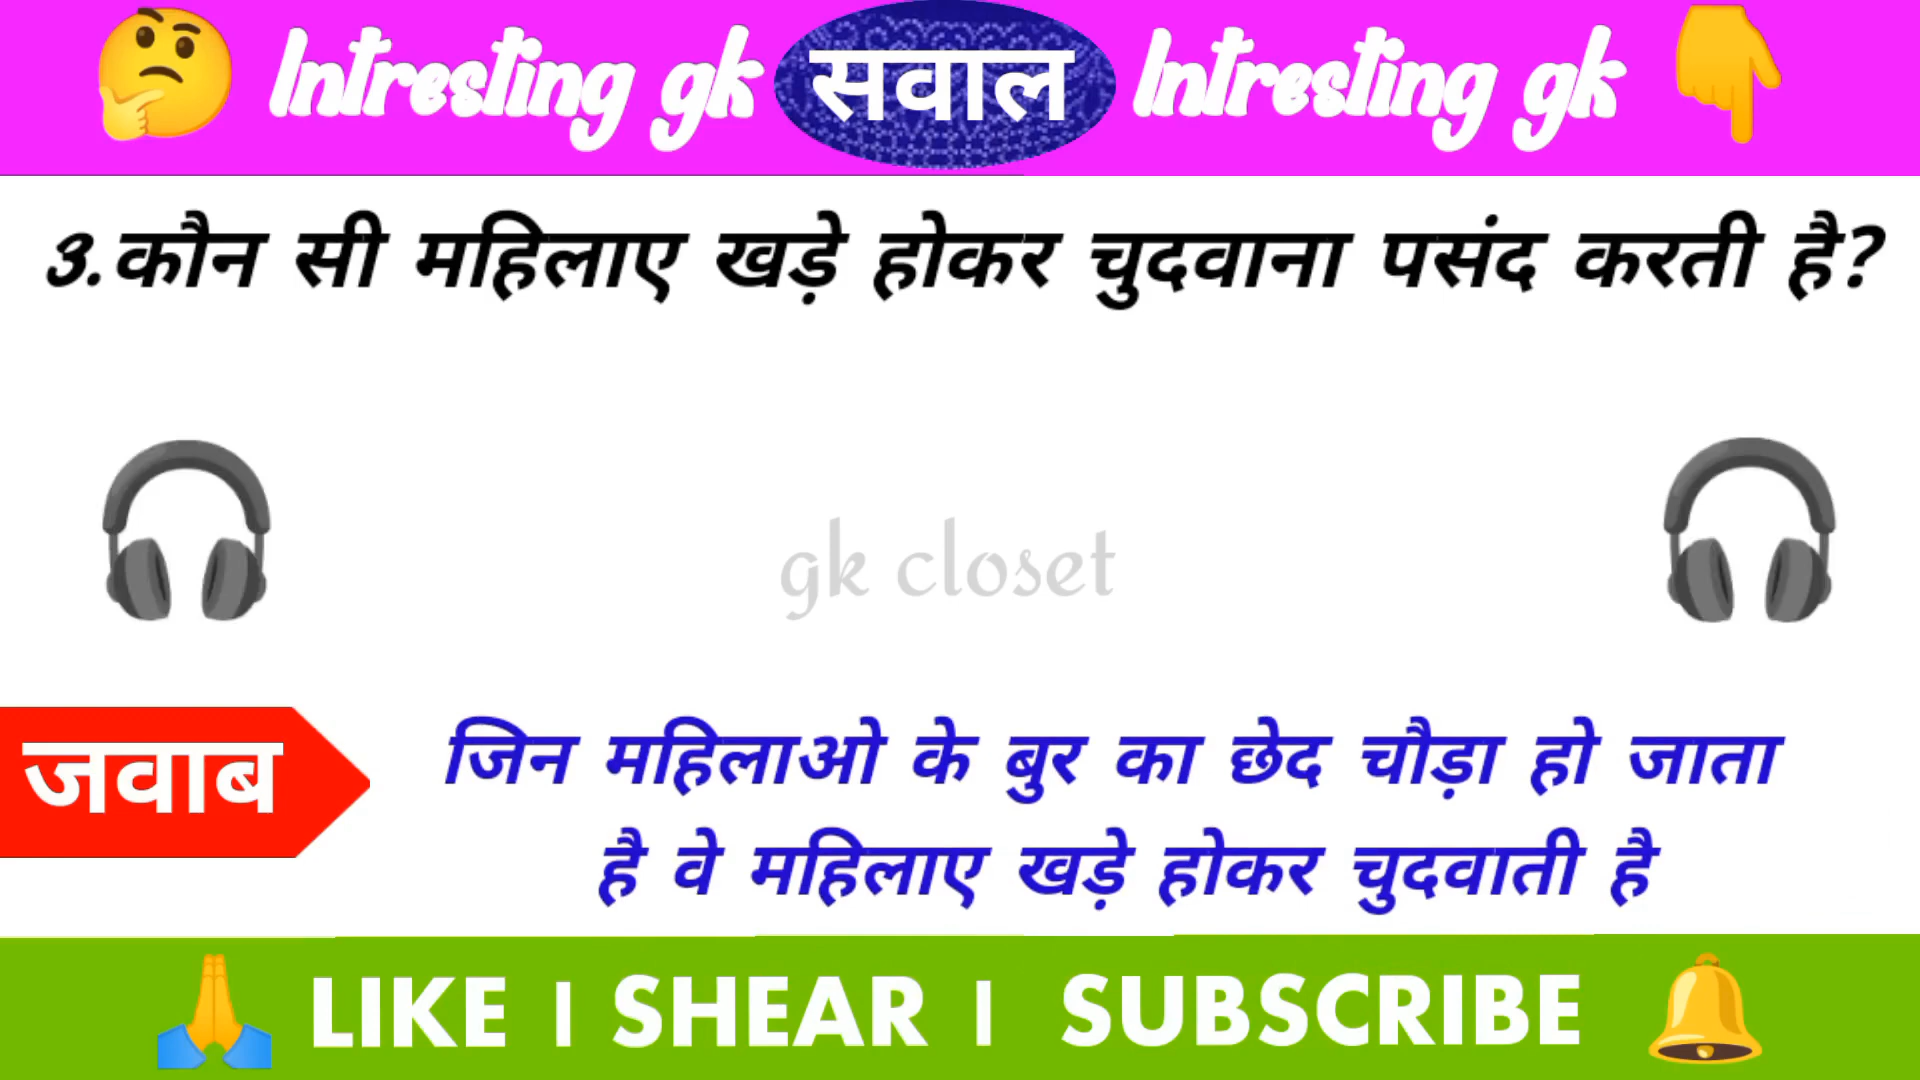 Intresting gk सवाल Intresting gk
3.कौन सी महिलाए खड़े होकर चुदवाना पसंद करती है?
gk closet
जवाब
जिन महिलाओ के बुर का छेद चौड़ा हो जाता
है वे महिलाए खड़े होकर चुदवाती है
LIKE I SHEAR I SUBSCRIBE